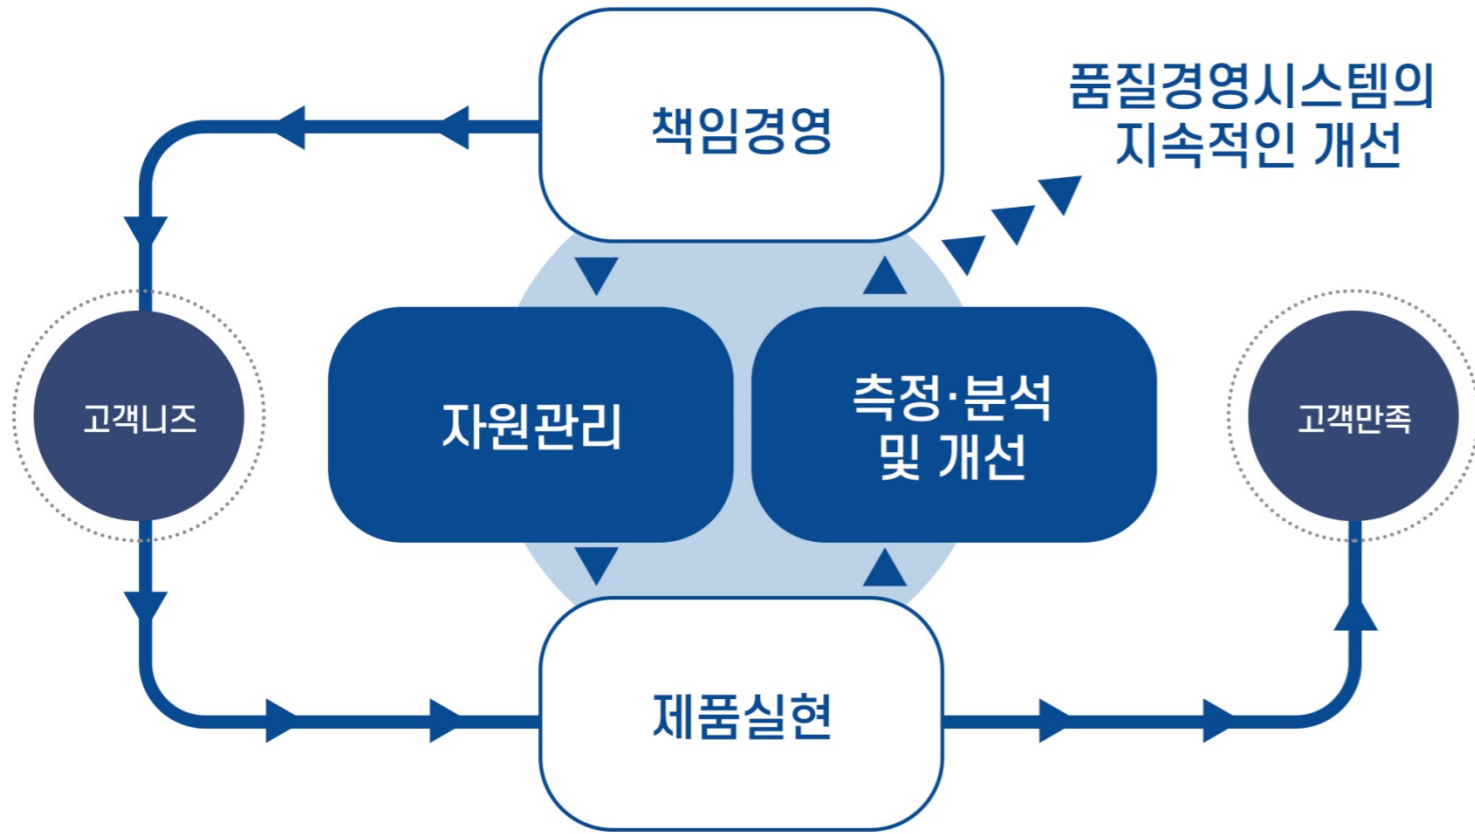 책임경영
품질경영시스템의
지속적인 개선
고객니즈
자원관리
측정·분석
및 개선
고객만족
제품실현